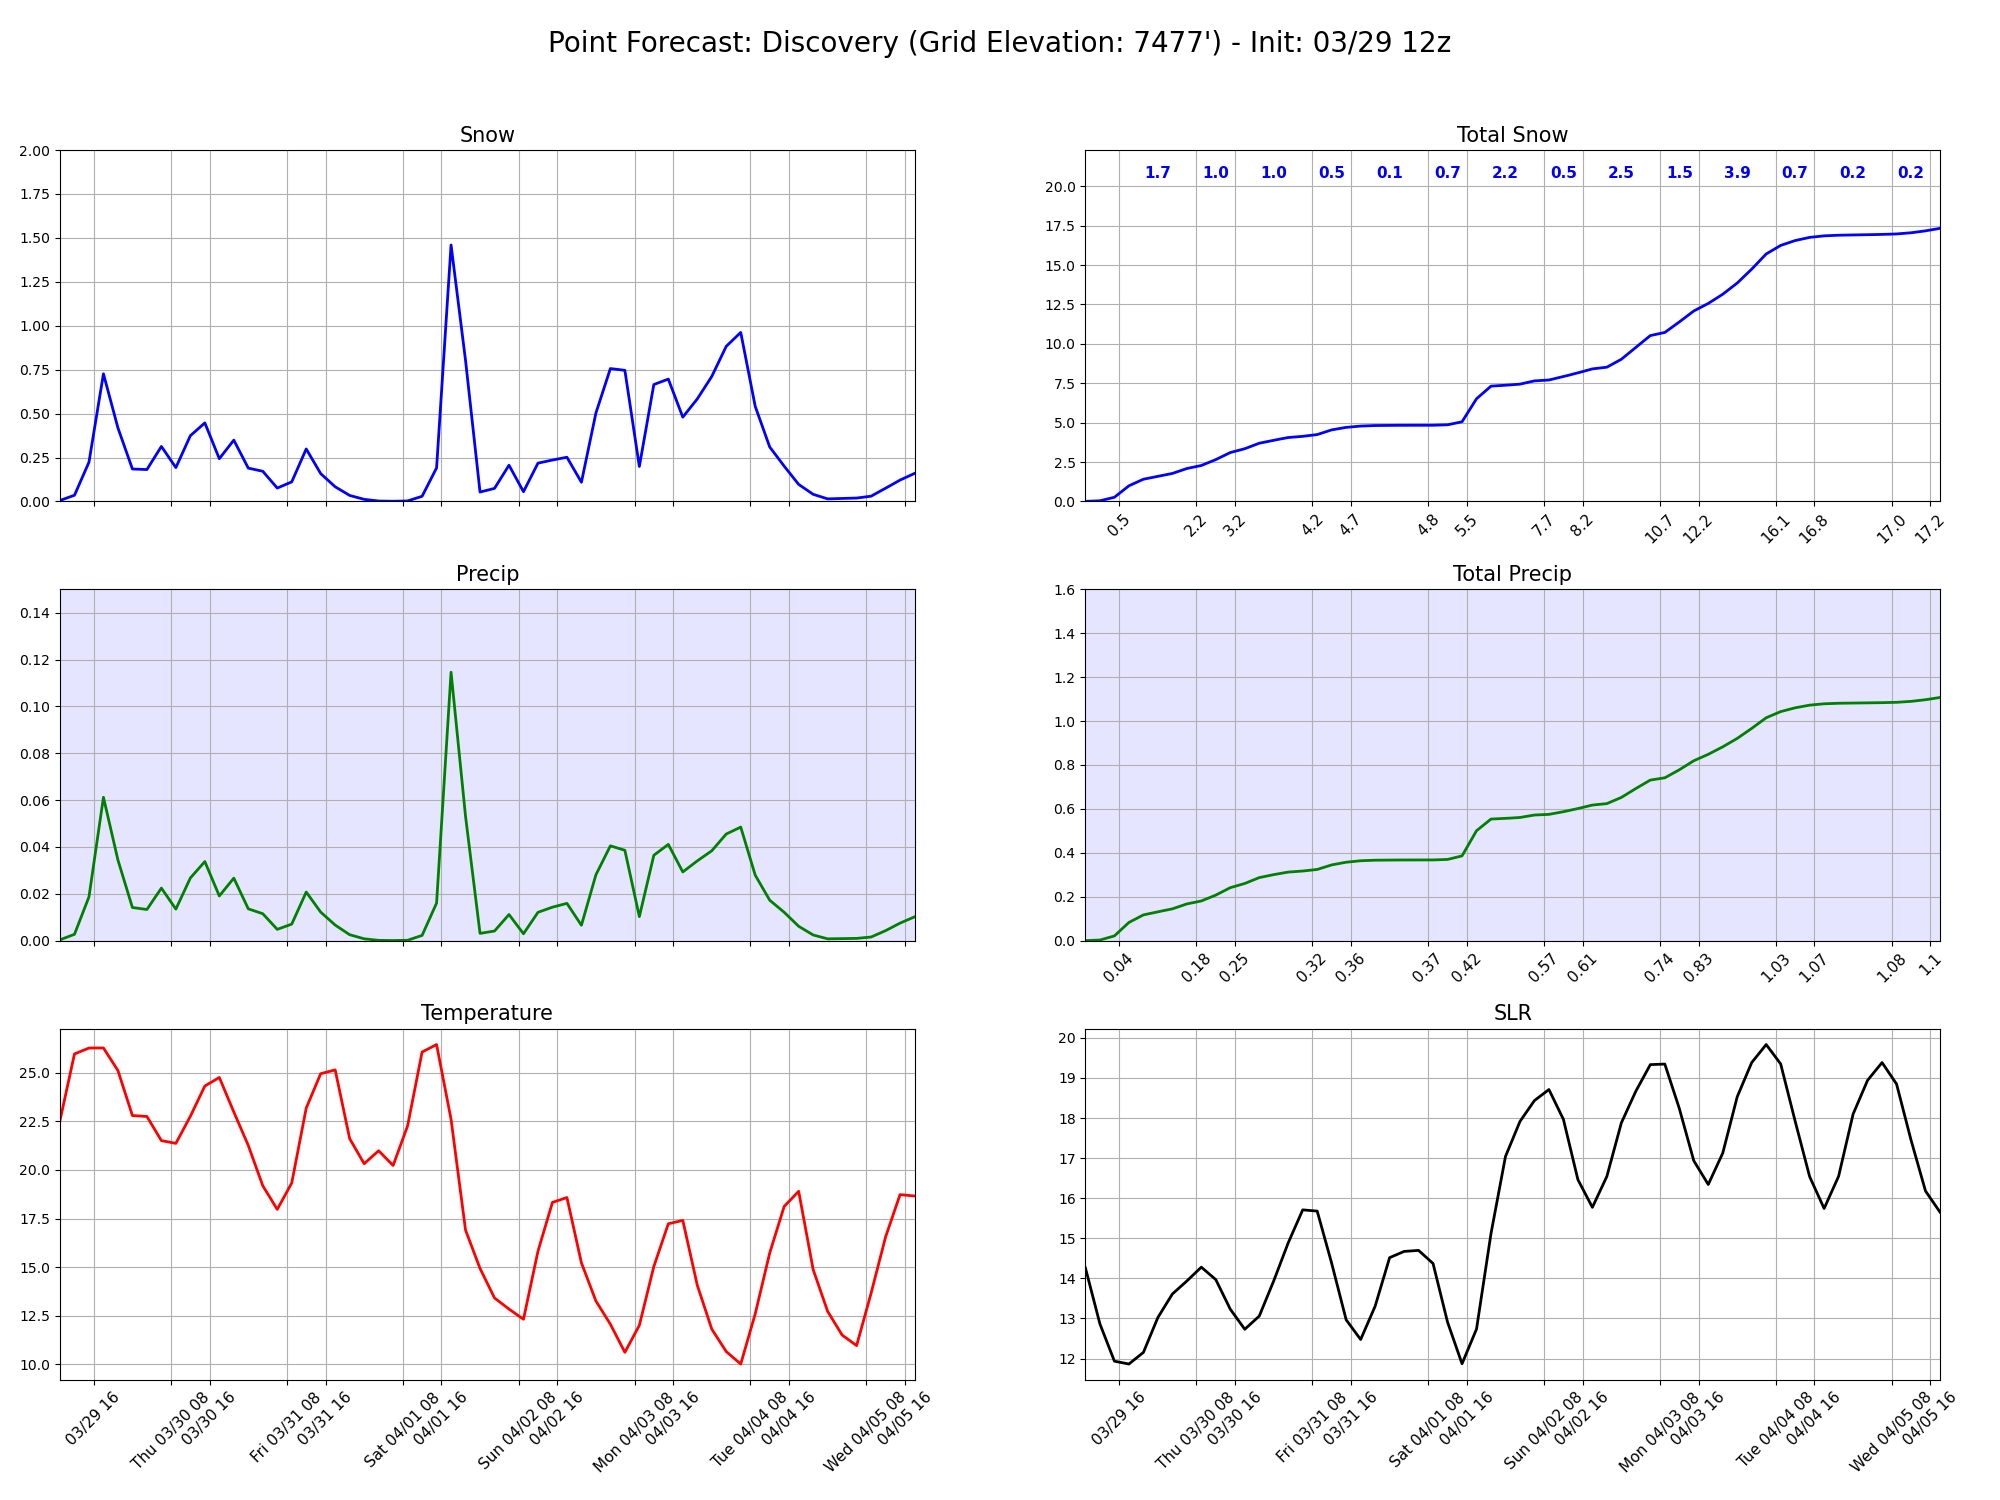 Point Forecast: Discovery (Grid Elevation: 7477') - Init: 03/29 12z
Snow
2.00
1.75
1.50
1.25
1.00
0.75
0.50
0.25
0.00
Total Snow
1.7 1.0 1.0 0.5 0.1 0.7 2.2 0.5 2.5 1.5 3.9 0.7 0.2 0.2
20.0
17.5
15.0
12.5
10.0
7.5
5.0
2.5
0.0
0.5 2.2 3.2 4.2 4.7 4.8 5.5 7.7 8.2 10.7 12.2 16.1 16.8 17.0 17.2
Precip
0.14
0.12
0.10
0.08
0.06
0.04
0.02
0.00
Total Precip
1.6
1.4
1.2
1.0
0.8
0.6
0.4
0.2
0.0
0.04 0.18 0.25 0.32 0.36 0.37 0.42 0.57 0.61 0.74 0.83 1.03 1.07 1.08 1.1
Temperature
25.0
22.5
20.0
17.5
15.0
12.5
10.0
03/29 16
Thu 03/30 08
03/30 16
Fri 03/31 08
03/31 16
Sat 04/01 08
04/01 16
Sun 04/02 08
04/02 16
Mon 04/03 08
04/03 16
Tue 04/04 08
04/04 16
Wed 04/05 08
04/05 16
SLR
20
19
18
17
16
15
14
13
12
03/29 16
Thu 03/30 08
03/30 16
Fri 03/31 08
03/31 16
Sat 04/01 08
04/01 16
Sun 04/02 08
04/02 16
Mon 04/03 08
04/03 16
Tue 04/04 08
04/04 16
Wed 04/05 08
04/05 16